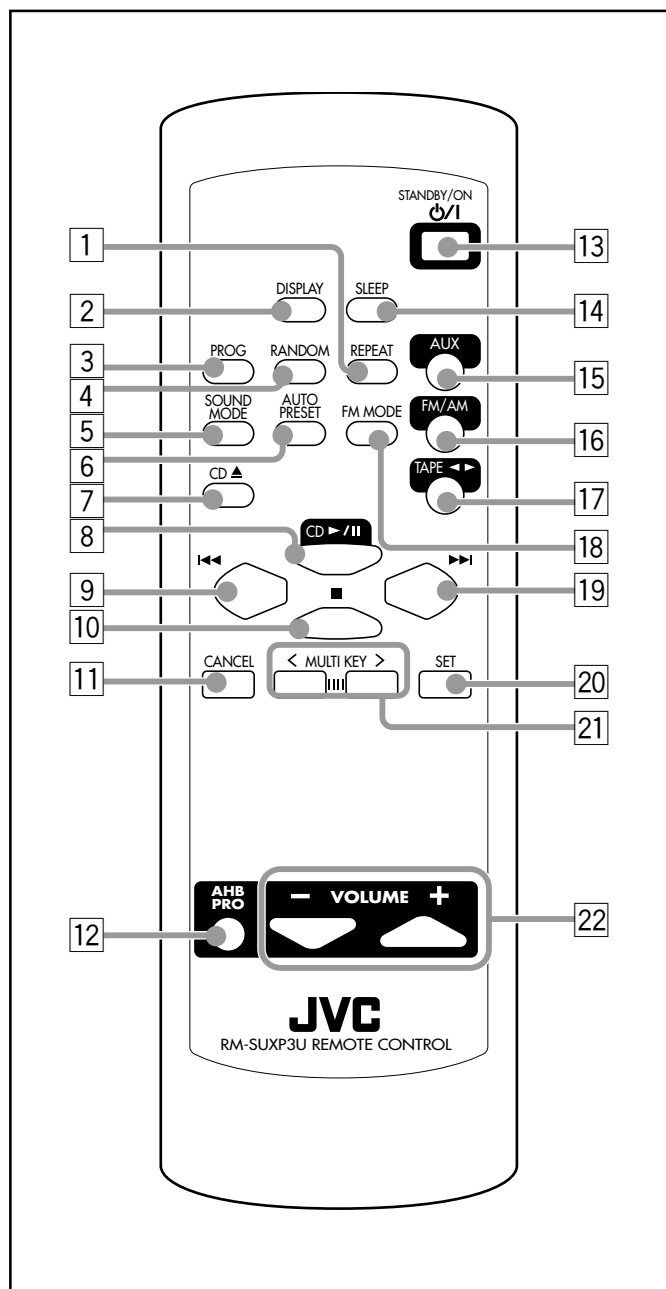 STANDBY/ON
⏻/I
1
13
DISPLAY
SLEEP
2
14
PROG
RANDOM
REPEAT
AUX
3
4
15
SOUND
MODE
AUTO
PRESET
FM MODE
FM/AM
5
16
6
CD ⏏
TAPE ◄ ►
7
17
CD ►/II
8
18
I◄◄
►►I
9
■
19
10
CANCEL
< MULTI KEY >
SET
11
20
21
AHB
PRO
− VOLUME +
12
22
JVC
RM-SUXP3U REMOTE CONTROL